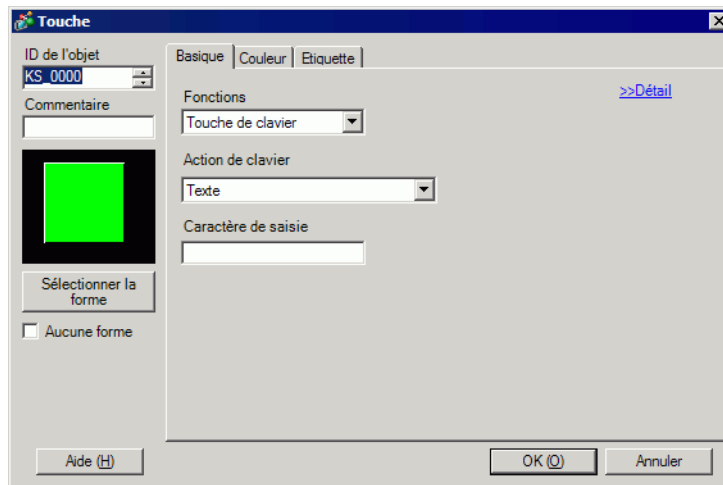 Touche
ID de l'objet
KS_0000
Commentaire
Sélectionner la
forme
Aucune forme
Basique
Couleur
Etiquette
>>Détail
Fonctions
Touche de clavier
Action de clavier
Texte
Caractère de saisie
Aide (H)
OK (O)
Annuler